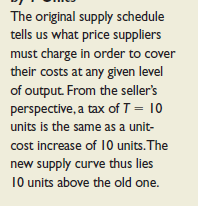 The original supply schedule
tells us what price suppliers
must charge in order to cover
their costs at any given level
of output. From the seller's
perspective, a tax of T = 10
units is the same as a unit-
cost increase of 10 units.The
new supply curve thus lies
10 units above the old one.